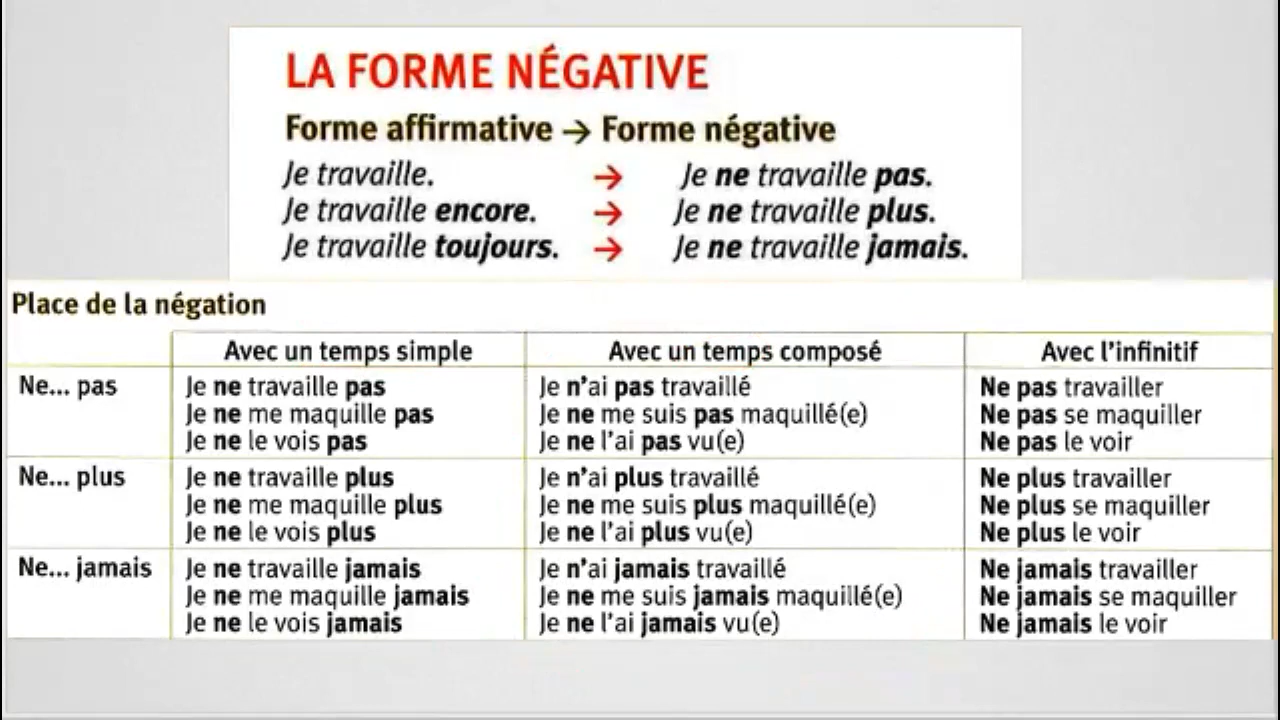 LA FORME NÉGATIVE
Forme affirmative → Forme négative
Je travaille. → Je ne travaille pas.
Je travaille encore. → Je ne travaille plus.
Je travaille toujours. → Je ne travaille jamais.
Place de la négation
Avec un temps simple Avec un temps composé Avec l'infinitif
Ne... pas Je ne travaille pas Je n'ai pas travaillé Ne pas travailler
Je ne me maquille pas Je ne me suis pas maquillé(e) Ne pas se maquiller
Je ne le vois pas Je ne l'ai pas vu(e) Ne pas le voir
Ne... plus Je ne travaille plus Je n'ai plus travaillé Ne plus travailler
Je ne me maquille plus Je ne me suis plus maquillé(e) Ne plus se maquiller
Je ne le vois plus Je ne l'ai plus vu(e) Ne plus le voir
Ne... jamais Je ne travaille jamais Je n'ai jamais travaillé Ne jamais travailler
Je ne me maquille jamais Je ne me suis jamais maquillé(e) Ne jamais se maquiller
Je ne le vois jamais Je ne l'ai jamais vu(e) Ne jamais le voir